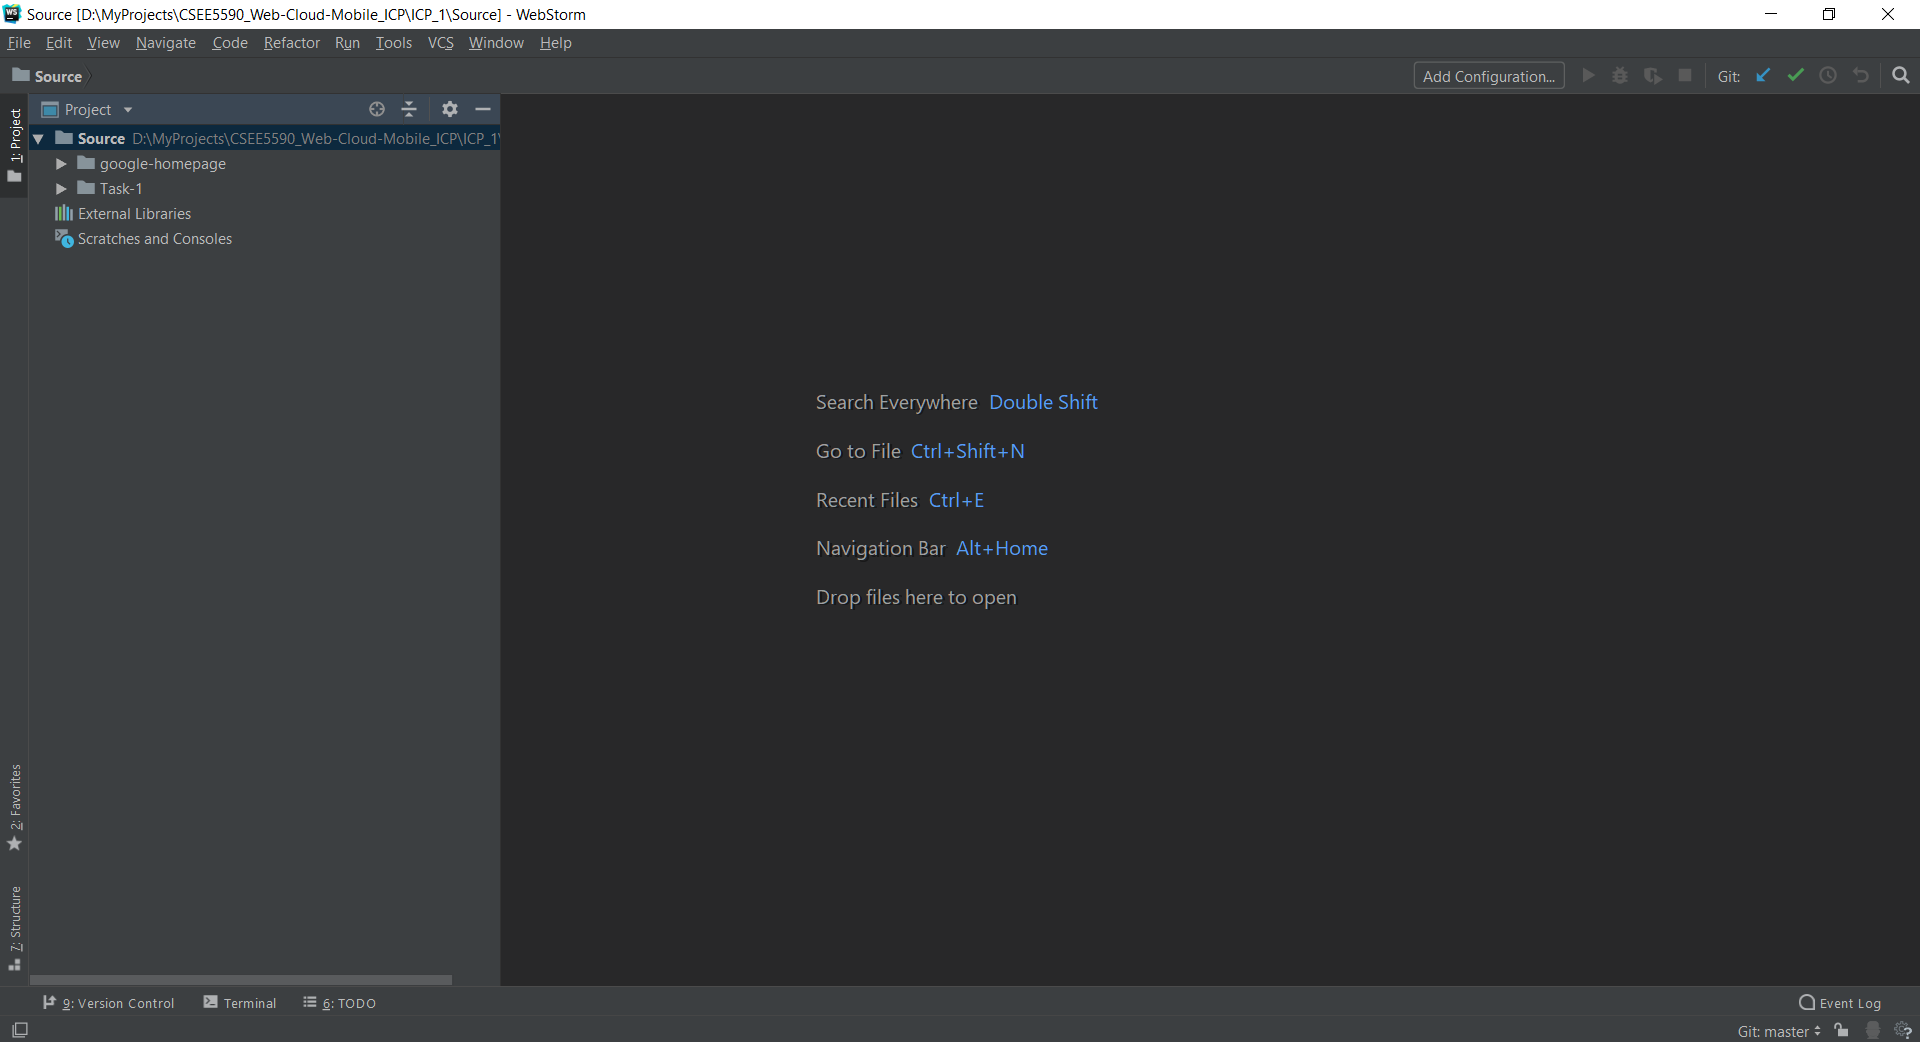 Source [D:\MyProjects\CSEE5590_Web-Cloud-Mobile_ICP\ICP_1\Source] - WebStorm
File Edit View Navigate Code Refactor Run Tools VCS Window Help
Source Add Configuration... Git:
1: Project
Project
Source D:\MyProjects\CSEE5590_Web-Cloud-Mobile_ICP\ICP_1\
google-homepage
Task-1
External Libraries
Scratches and Consoles
Search Everywhere Double Shift
Go to File Ctrl+Shift+N
Recent Files Ctrl+E
Navigation Bar Alt+Home
Drop files here to open
2: Favorites
7: Structure
9: Version Control Terminal 6: TODO Event Log
Git: master